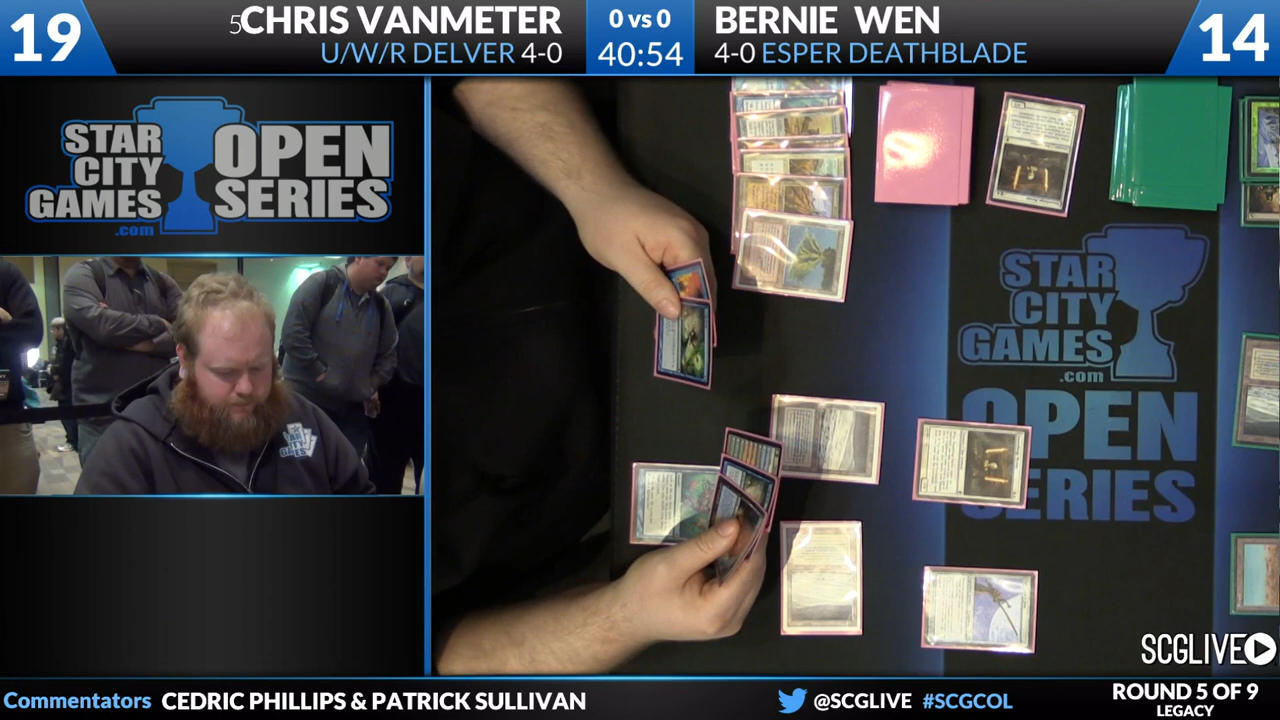 19
5CHRIS VANMETER
U/W/R DELVER 4-0
0 vs 0
40:54
BERNIE WEN
4-0 ESPER DEATHBLADE
14
STAR
CITY
GAMES
.com
OPEN
SERIES
STAR
CITY
GAMES
.com
OPEN
SERIES
SCGLIVE
Commentators CEDRIC PHILLIPS & PATRICK SULLIVAN
@SCGLIVE #SCGCOL
ROUND 5 OF 9
LEGACY